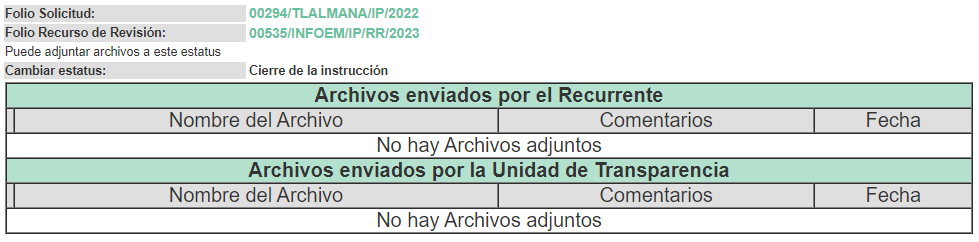 Folio Solicitud: 00294/TLALMANA/IP/2022
Folio Recurso de Revisión: 00535/INFOEM/IP/RR/2023
Puede adjuntar archivos a este estatus
Cambiar estatus: Cierre de la instrucción
Archivos enviados por el Recurrente
Nombre del Archivo Comentarios Fecha
No hay Archivos adjuntos
Archivos enviados por la Unidad de Transparencia
Nombre del Archivo Comentarios Fecha
No hay Archivos adjuntos